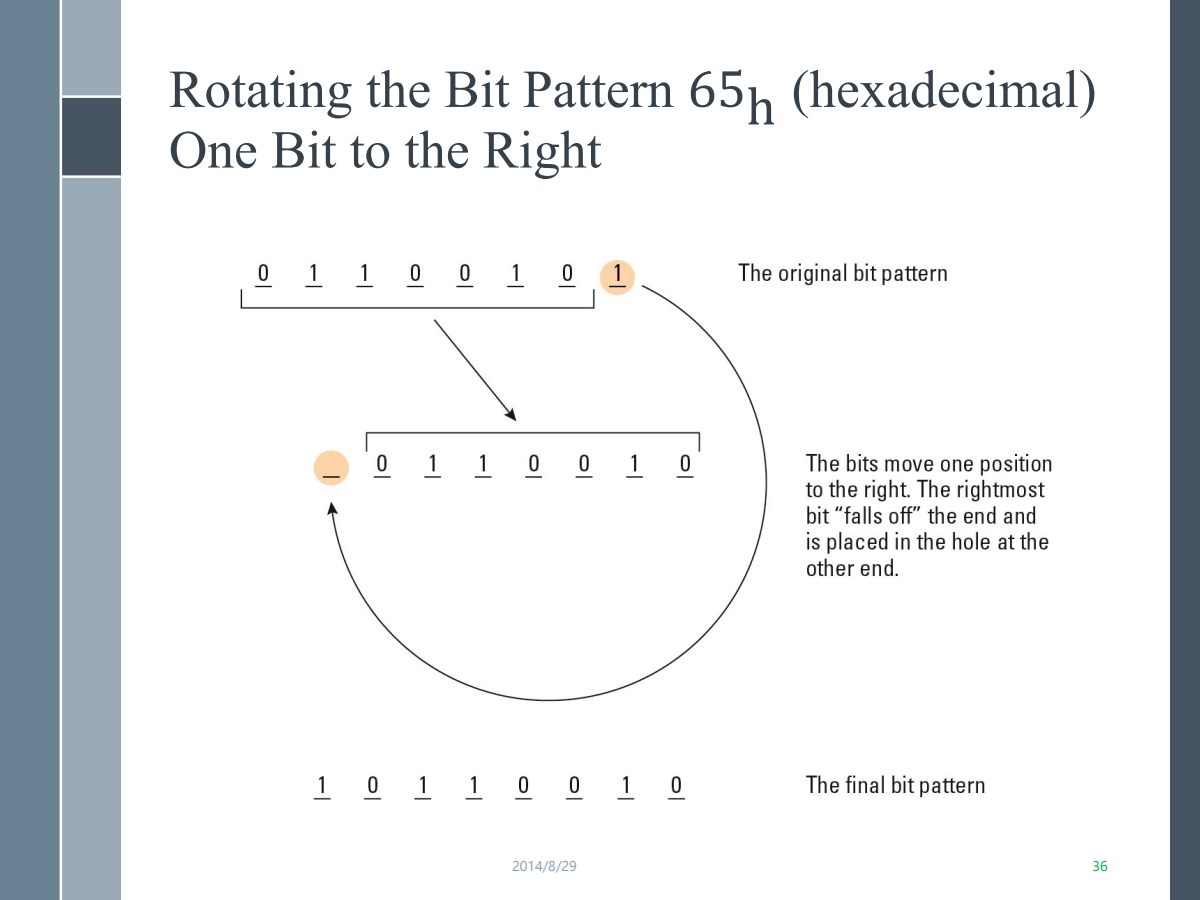 Rotating the Bit Pattern 65h (hexadecimal)
One Bit to the Right
0 1 1 0 0 1 0 1 The original bit pattern
_ 0 1 1 0 0 1 0
The bits move one position
to the right. The rightmost
bit “falls off” the end and
is placed in the hole at the
other end.
1 0 1 1 0 0 1 0 The final bit pattern
2014/8/29 36